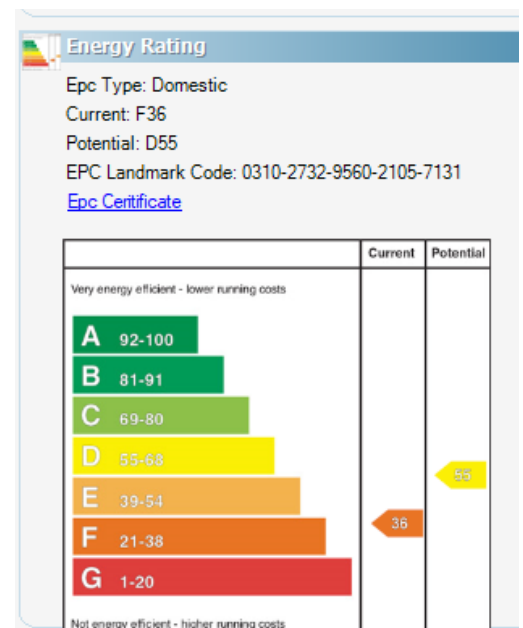 Energy Rating
Epc Type: Domestic
Current: F36
Potential: D55
EPC Landmark Code: 0310-2732-9560-2105-7131
Epc Ceritificate
Current Potential
Very energy efficient - lower running costs
A 92-100
B 81-91
C 69-80
D 55-68
55
E 39-54
36
F 21-38
G 1-20
Not energy efficient - higher running costs